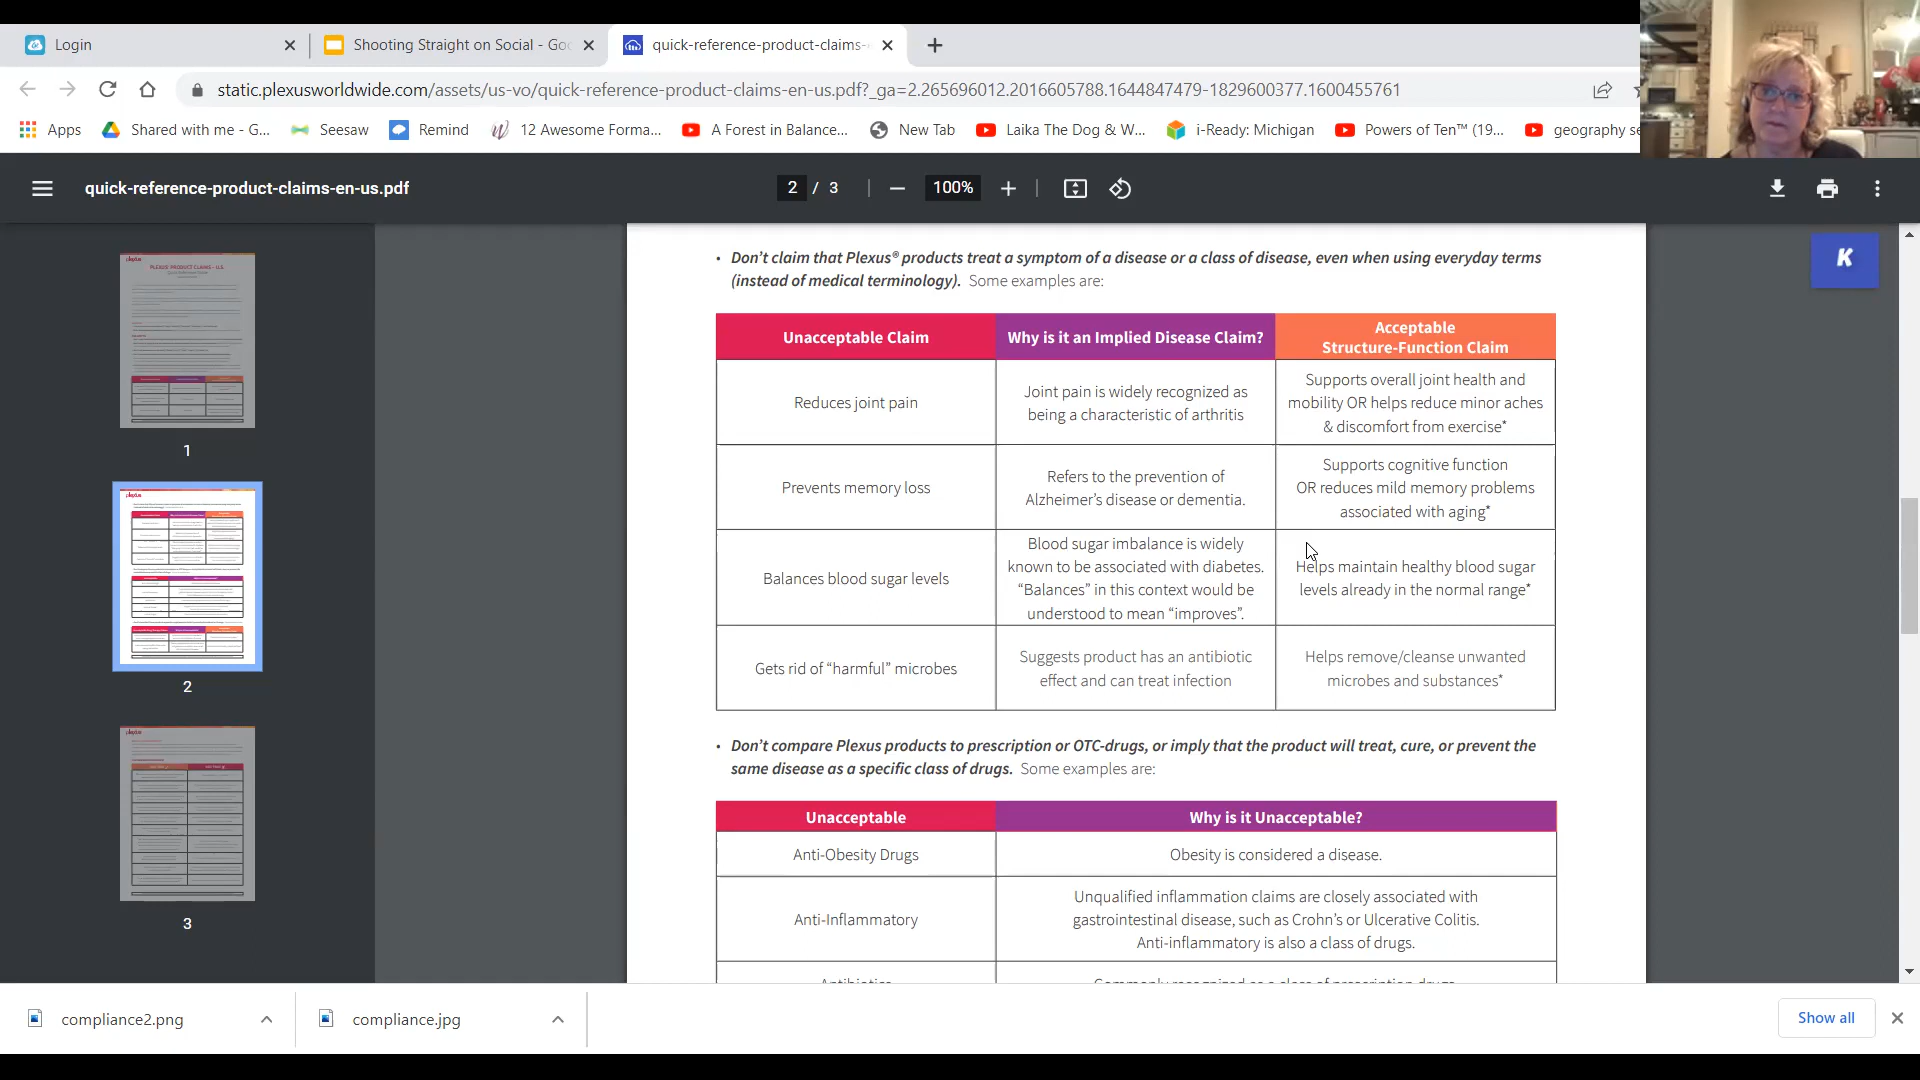 Login
Shooting Straight on Social - Goo
quick-reference-product-claims-e
static.plexusworldwide.com/assets/us-vo/quick-reference-product-claims-en-us.pdf?_ga=2.265696012.2016605788.1644847479-1829600377.1600455761
Apps
Shared with me - G...
Seesaw
Remind
12 Awesome Forma...
A Forest in Balance...
New Tab
Laika The Dog & W...
i-Ready: Michigan
Powers of Ten™ (19...
geography se
quick-reference-product-claims-en-us.pdf
2 / 3
100%
K
1
2
3
• Don't claim that Plexus® products treat a symptom of a disease or a class of disease, even when using everyday terms
(instead of medical terminology). Some examples are:
Unacceptable Claim
Why is it an Implied Disease Claim?
Acceptable
Structure-Function Claim
Reduces joint pain
Joint pain is widely recognized as
being a characteristic of arthritis
Supports overall joint health and
mobility OR helps reduce minor aches
& discomfort from exercise*
Prevents memory loss
Refers to the prevention of
Alzheimer's disease or dementia.
Supports cognitive function
OR reduces mild memory problems
associated with aging*
Balances blood sugar levels
Blood sugar imbalance is widely
known to be associated with diabetes.
“Balances” in this context would be
understood to mean “improves”.
Helps maintain healthy blood sugar
levels already in the normal range*
Gets rid of “harmful” microbes
Suggests product has an antibiotic
effect and can treat infection
Helps remove/cleanse unwanted
microbes and substances*
• Don't compare Plexus products to prescription or OTC-drugs, or imply that the product will treat, cure, or prevent the
same disease as a specific class of drugs. Some examples are:
Unacceptable
Why is it Unacceptable?
Anti-Obesity Drugs
Obesity is considered a disease.
Anti-Inflammatory
Unqualified inflammation claims are closely associated with
gastrointestinal disease, such as Crohn's or Ulcerative Colitis.
Anti-inflammatory is also a class of drugs.
Antibiotics
Commonly recognized as a class of prescription drugs
compliance2.png
compliance.jpg
Show all